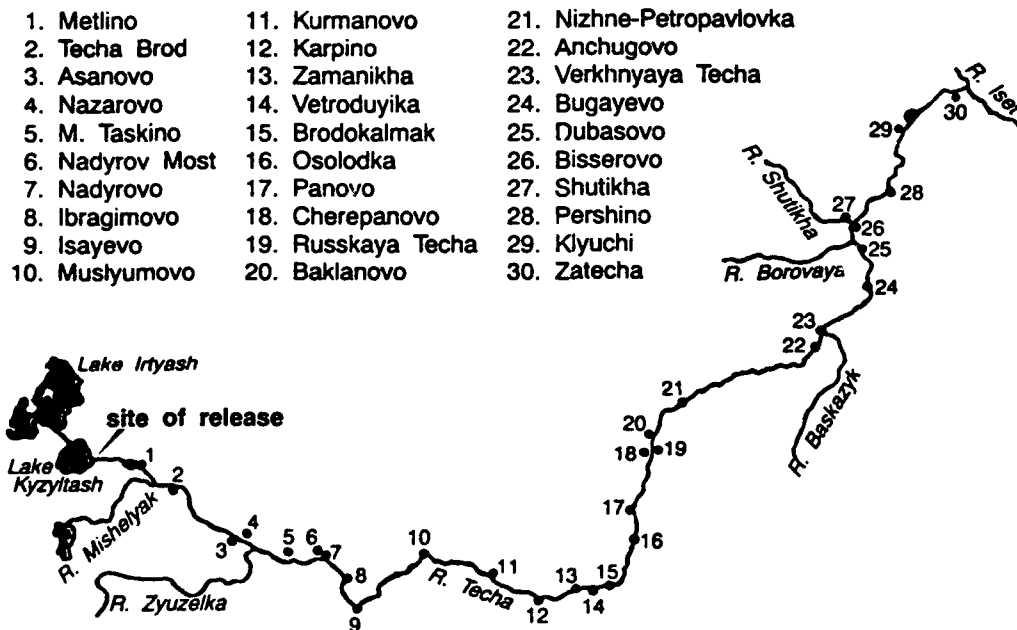 1. Metlino
2. Techa Brod
3. Asanovo
4. Nazarovo
5. M. Taskino
6. Nadyrov Most
7. Nadyrovo
8. Ibragimovo
9. Isayevo
10. Muslyumovo
11. Kurmanovo
12. Karpino
13. Zamanikha
14. Vetroduyika
15. Brodokalmak
16. Osolodka
17. Panovo
18. Cherepanovo
19. Russkaya Techa
20. Baklanovo
21. Nizhne-Petropavlovka
22. Anchugovo
23. Verkhnyaya Techa
24. Bugayevo
25. Dubasovo
26. Bisserovo
27. Shutikha
28. Pershino
29. Klyuchi
30. Zatecha
R. Iset
30
29
R. Shutikha
28
27
26
25
R. Borovaya
24
23
22
R. Baskazyk
21
20
18
19
17
16
Lake Irtyash
site of release
Lake
Kyzyltash
1
2
R. Mishelyak
3
4
5
6
7
8
9
10
R. Techa
11
12
13
14
15
R. Zyuzelka